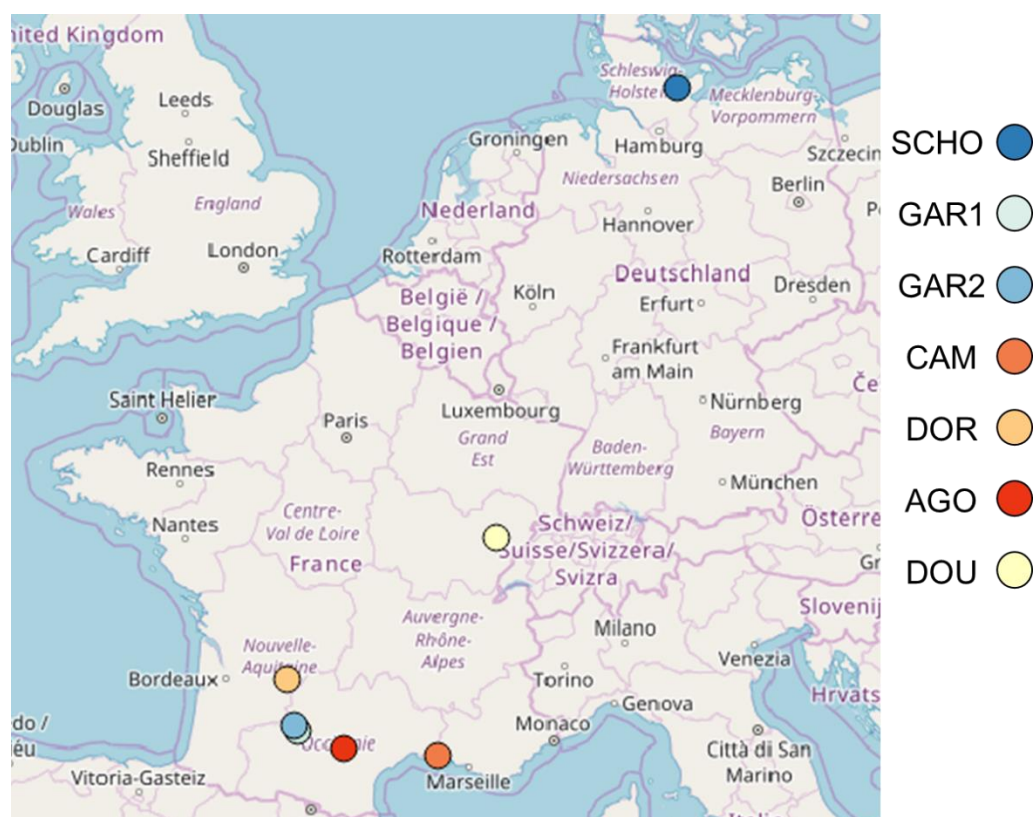 nited Kingdom
Douglas
Leeds
Dublin
Sheffield
Wales
England
Cardiff
London
Schleswig-
Holstein
Mecklenburg-
Vorpommern
Groningen
Hamburg
Szczecin
Niedersachsen
Berlin
Nederland
Hannover
Rotterdam
Deutschland
België /
Belgique /
Belgien
Köln
Erfurt
Dresden
Frankfurt
am Main
Saint Helier
Luxembourg
Nürnberg
Paris
Grand
Est
Baden-
Württemberg
Bayern
Rennes
München
Nantes
Centre-
Val de Loire
France
Schweiz/
Suisse/Svizzera/
Svizra
Österre
Gr
Slovenij
Auvergne-
Rhône-
Alpes
Milano
Nouvelle-
Aquitaine
Venezia
Bordeaux
Torino
Hrvats
Genova
Monaco
Occitanie
Città di San
Marino
do /
éu
Vitoria-Gasteiz
Marseille
SCHO
GAR1
GAR2
CAM
DOR
AGO
DOU